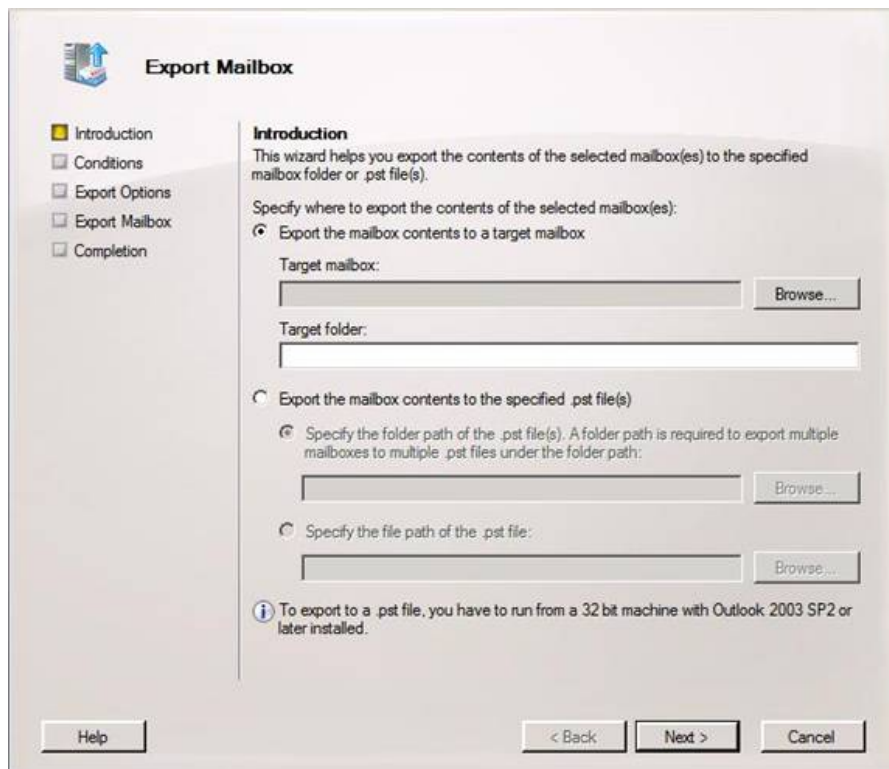 Export Mailbox
Introduction
Conditions
Export Options
Export Mailbox
Completion
Introduction
This wizard helps you export the contents of the selected mailbox(es) to the specified
mailbox folder or .pst file(s).
Specify where to export the contents of the selected mailbox(es):
Export the mailbox contents to a target mailbox
Target mailbox:
Browse...
Target folder:
Export the mailbox contents to the specified .pst file(s)
Specify the folder path of the .pst file(s). A folder path is required to export multiple
mailboxes to multiple .pst files under the folder path:
Browse...
Specify the file path of the .pst file:
Browse...
To export to a .pst file, you have to run from a 32 bit machine with Outlook 2003 SP2 or
later installed.
Help
< Back
Next >
Cancel